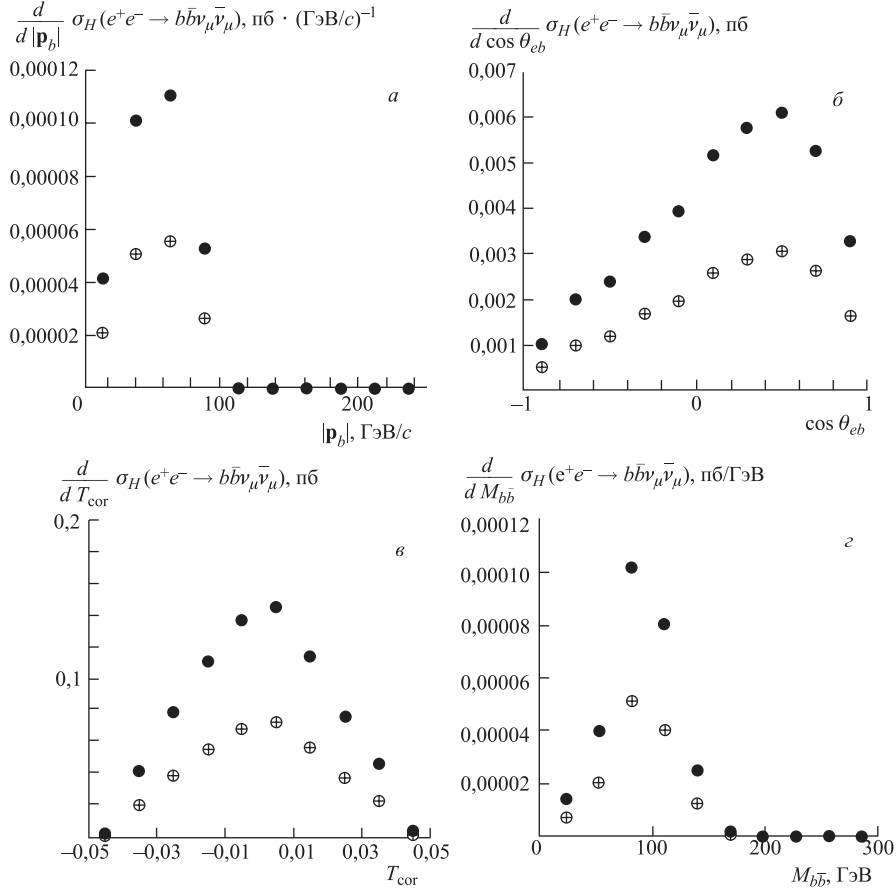 d/d|p_b| σ_H(e⁺e⁻ → bb̅ν_μν̅_μ), пб · (ГэВ/c)⁻¹
0,00012
0,00010
0,00008
0,00006
0,00004
0,00002
0 100 200
|p_b|, ГэВ/c
а
d/d cos θ_eb σ_H(e⁺e⁻ → bb̅ν_μν̅_μ), пб
0,007
0,006
0,005
0,004
0,003
0,002
0,001
–1 0 1
cos θ_eb
б
d/d T_cor σ_H(e⁺e⁻ → bb̅ν_μν̅_μ), пб
0,2
0,1
–0,05 –0,03 –0,01 0,01 0,03 0,05
T_cor
в
d/d M_bb̅ σ_H(e⁺e⁻ → bb̅ν_μν̅_μ), пб/ГэВ
0,00012
0,00010
0,00008
0,00006
0,00004
0,00002
0 100 200 300
M_bb̅, ГэВ
г